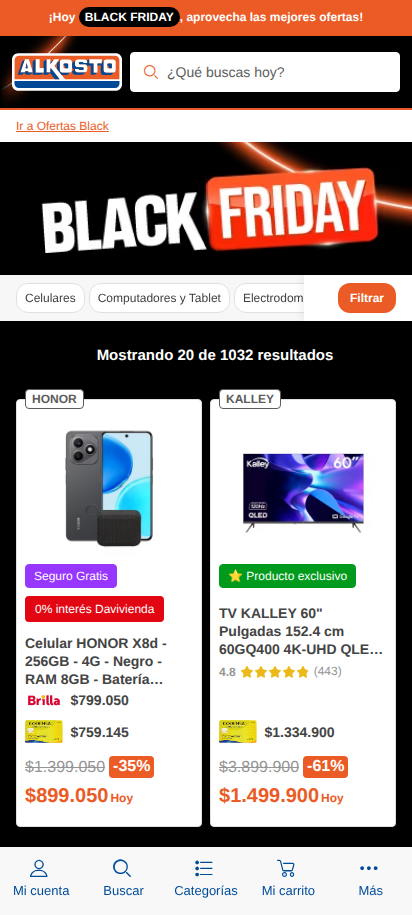 ¡Hoy BLACK FRIDAY, aprovecha las mejores ofertas!
ALKOSTO
¿Qué buscas hoy?
Ir a Ofertas Black
BLACK FRIDAY
Celulares
Computadores y Tablet
Electrodom
Filtrar
Mostrando 20 de 1032 resultados
HONOR
Seguro Gratis
0% interés Davivienda
Celular HONOR X8d -
256GB - 4G - Negro -
RAM 8GB - Batería…
Brilla $799.050
$759.145
$1.399.050 -35%
$899.050 Hoy
KALLEY
Kalley
60"
120Hz
QLED
Producto exclusivo
TV KALLEY 60"
Pulgadas 152.4 cm
60GQ400 4K-UHD QLE…
4.8 (443)
$1.334.900
$3.899.900 -61%
$1.499.900 Hoy
Mi cuenta
Buscar
Categorías
Mi carrito
Más